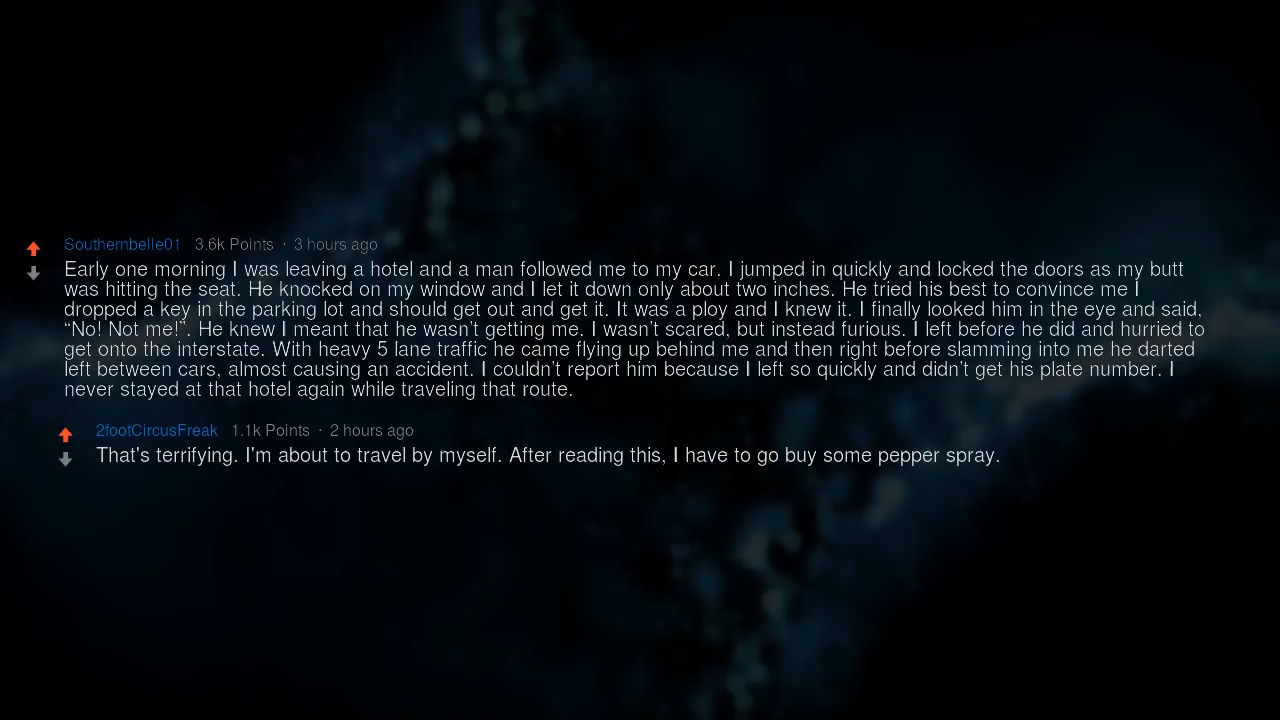 Southernbelle01 3.6k Points · 3 hours ago
Early one morning I was leaving a hotel and a man followed me to my car. I jumped in quickly and locked the doors as my butt
was hitting the seat. He knocked on my window and I let it down only about two inches. He tried his best to convince me I
dropped a key in the parking lot and should get out and get it. It was a ploy and I knew it. I finally looked him in the eye and said,
“No! Not me!”. He knew I meant that he wasn't getting me. I wasn't scared, but instead furious. I left before he did and hurried to
get onto the interstate. With heavy 5 lane traffic he came flying up behind me and then right before slamming into me he darted
left between cars, almost causing an accident. I couldn't report him because I left so quickly and didn't get his plate number. I
never stayed at that hotel again while traveling that route.
2footCircusFreak 1.1k Points · 2 hours ago
That's terrifying. I'm about to travel by myself. After reading this, I have to go buy some pepper spray.